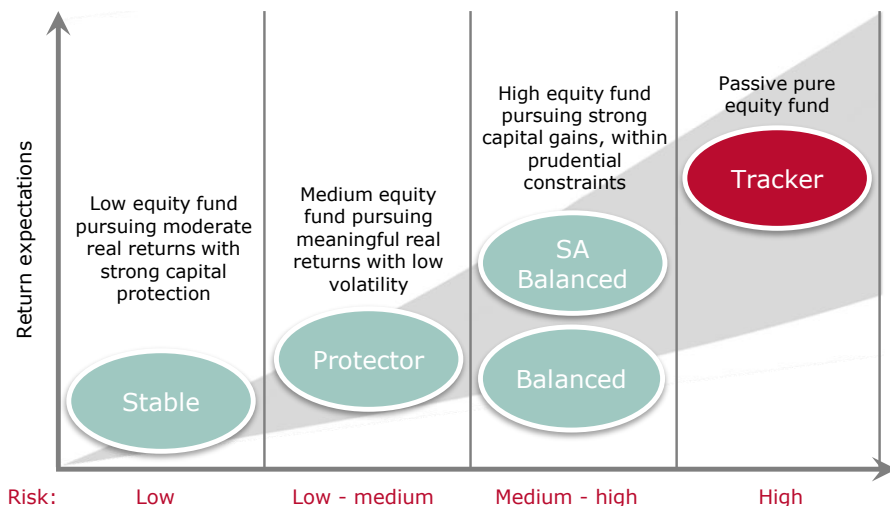 Return expectations
Low equity fund
pursuing moderate
real returns with
strong capital
protection
Stable
Medium equity
fund pursuing
meaningful real
returns with low
volatility
Protector
High equity fund
pursuing strong
capital gains, within
prudential
constraints
SA
Balanced
Balanced
Passive pure
equity fund
Tracker
Risk:
Low
Low - medium
Medium - high
High